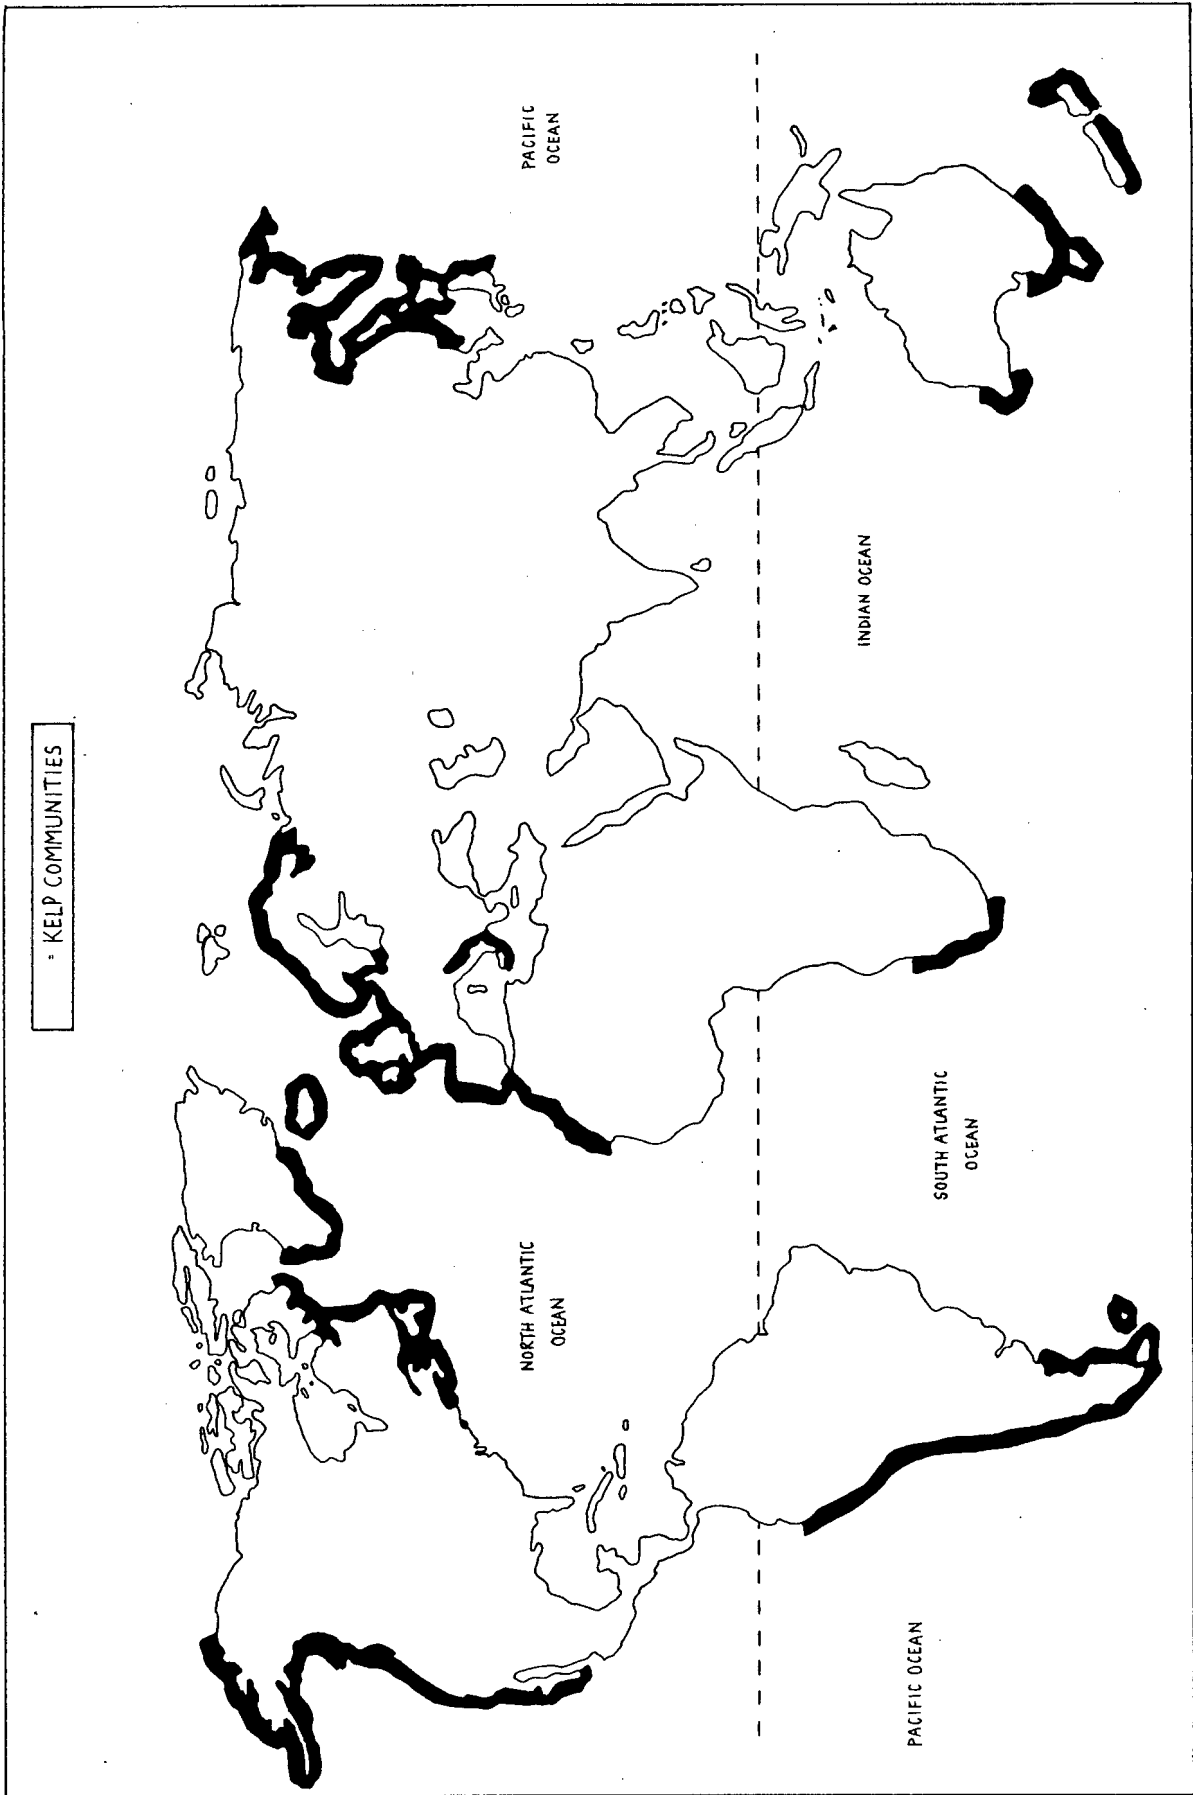 = KELP COMMUNITIES
PACIFIC
OCEAN
NORTH ATLANTIC
OCEAN
INDIAN OCEAN
PACIFIC OCEAN
SOUTH ATLANTIC
OCEAN